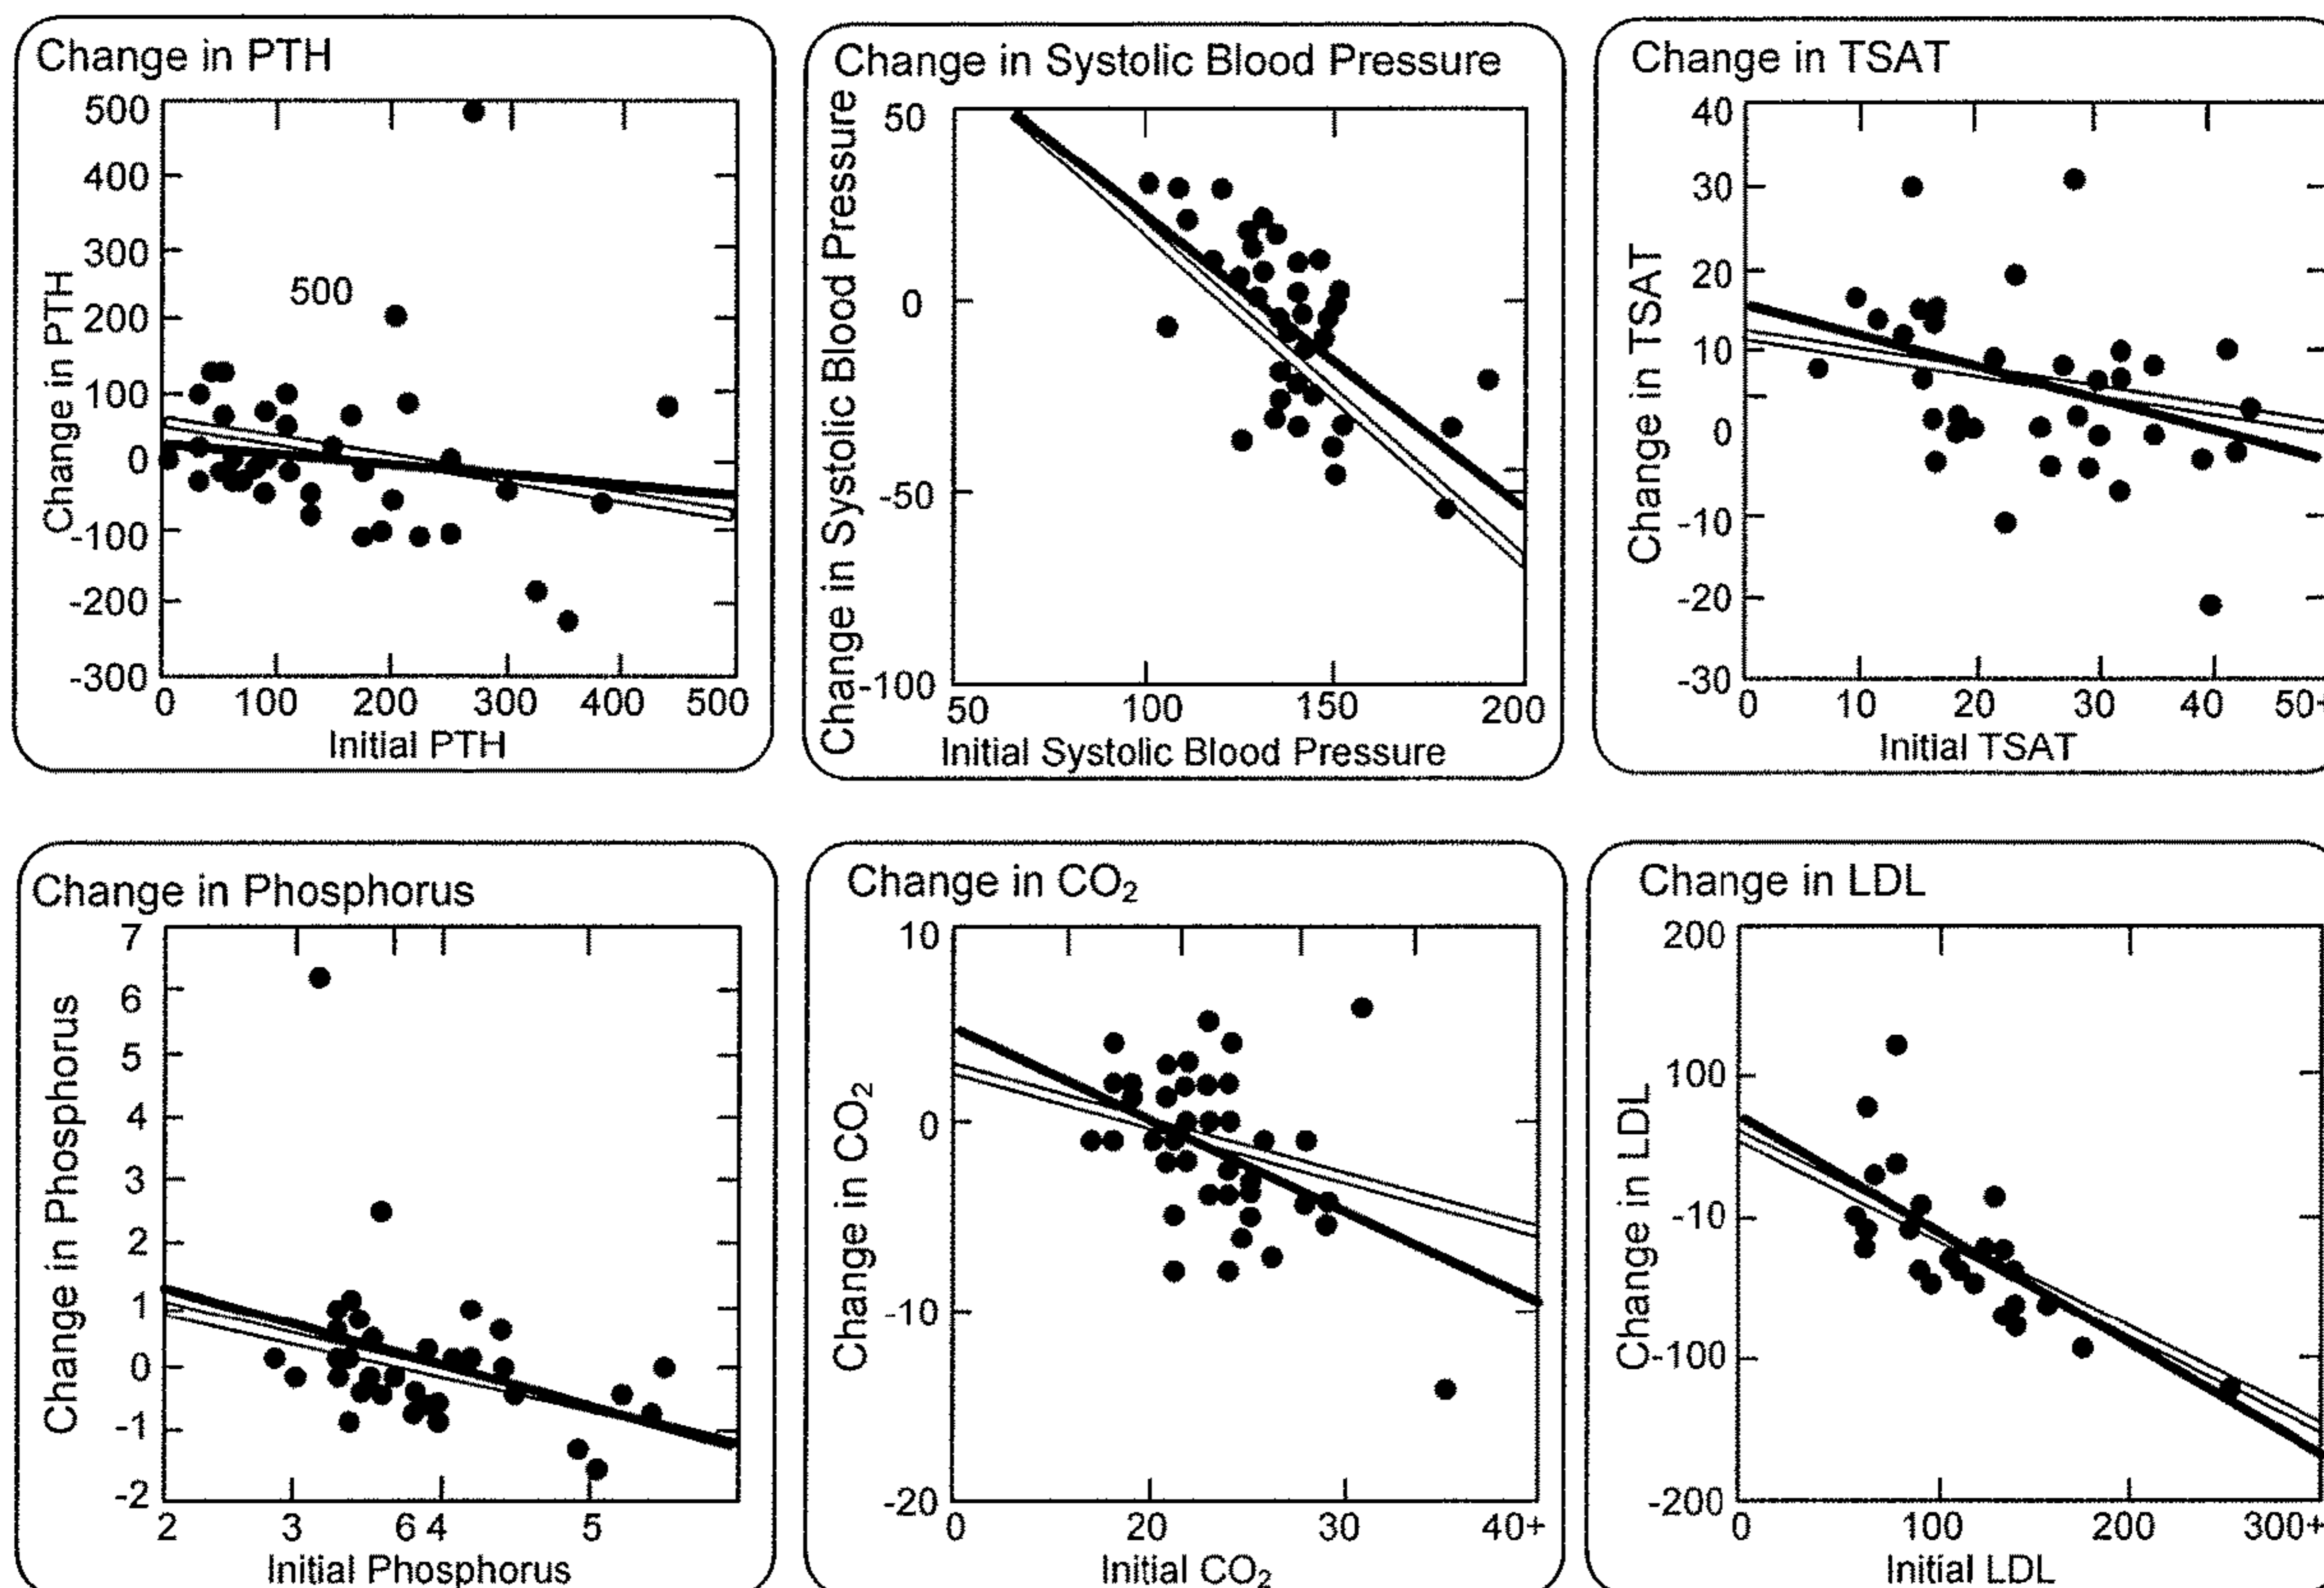 Change in PTH
Change in PTH
500
400
300
200
100
0
-100
-200
-300
500
0 100 200 300 400 500
Initial PTH
Change in Systolic Blood Pressure
Change in Systolic Blood Pressure
50
0
-50
-100
50 100 150 200
Initial Systolic Blood Pressure
Change in TSAT
Change in TSAT
40
30
20
10
0
-10
-20
-30
0 10 20 30 40 50+
Initial TSAT
Change in Phosphorus
Change in Phosphorus
7
6
5
4
3
2
1
0
-1
-2
2 3 6 4 5
Initial Phosphorus
Change in CO₂
Change in CO₂
10
0
-10
-20
0 20 30 40+
Initial CO₂
Change in LDL
Change in LDL
200
100
-10
-100
-200
0 100 200 300+
Initial LDL